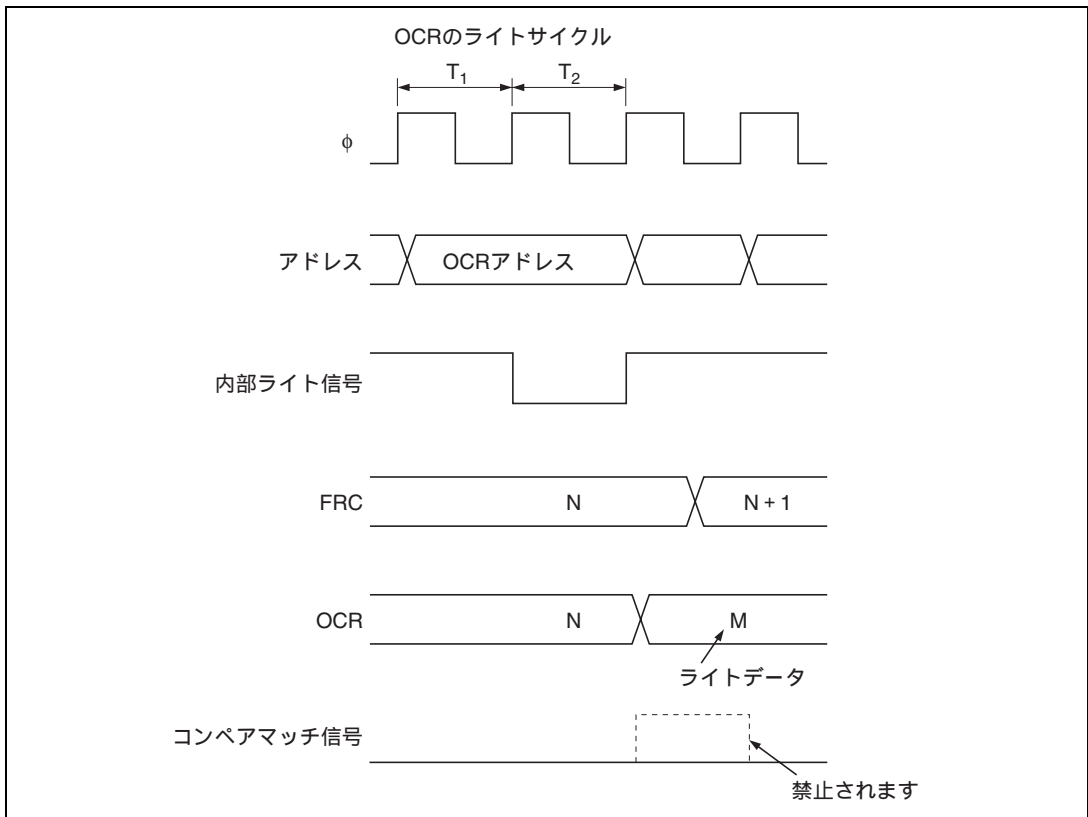 OCRのライトサイクル
T1 T2
φ
アドレス OCRアドレス
内部ライト信号
FRC N N + 1
OCR N M
ライトデータ
コンペアマッチ信号
禁止されます